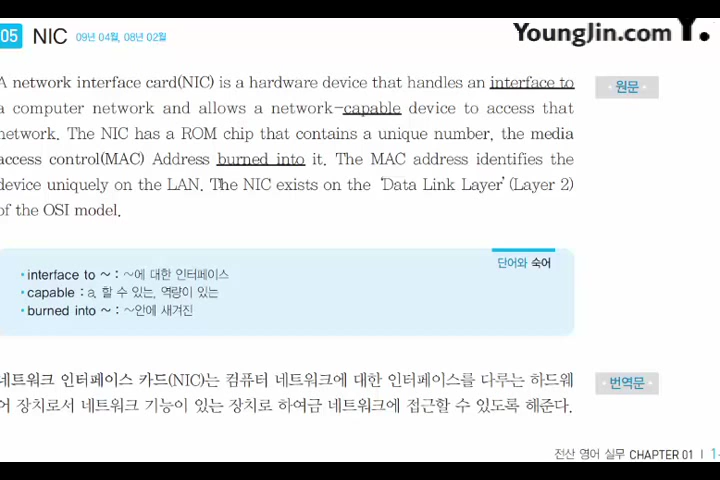 05 NIC 09년 04월, 08년 02월
YoungJin.com Y.
A network interface card(NIC) is a hardware device that handles an interface to
a computer network and allows a network-capable device to access that
network. The NIC has a ROM chip that contains a unique number, the media
access control(MAC) Address burned into it. The MAC address identifies the
device uniquely on the LAN. The NIC exists on the ‘Data Link Layer’(Layer 2)
of the OSI model.
원문
단어와 숙어
• interface to ~ : ~에 대한 인터페이스
• capable : a, 할 수 있는, 역량이 있는
• burned into ~ : ~안에 새겨진
네트워크 인터페이스 카드(NIC)는 컴퓨터 네트워크에 대한 인터페이스를 다루는 하드웨
어 장치로서 네트워크 기능이 있는 장치로 하여금 네트워크에 접근할 수 있도록 해준다.
번역문
전산 영어 실무 CHAPTER 01 | 1-